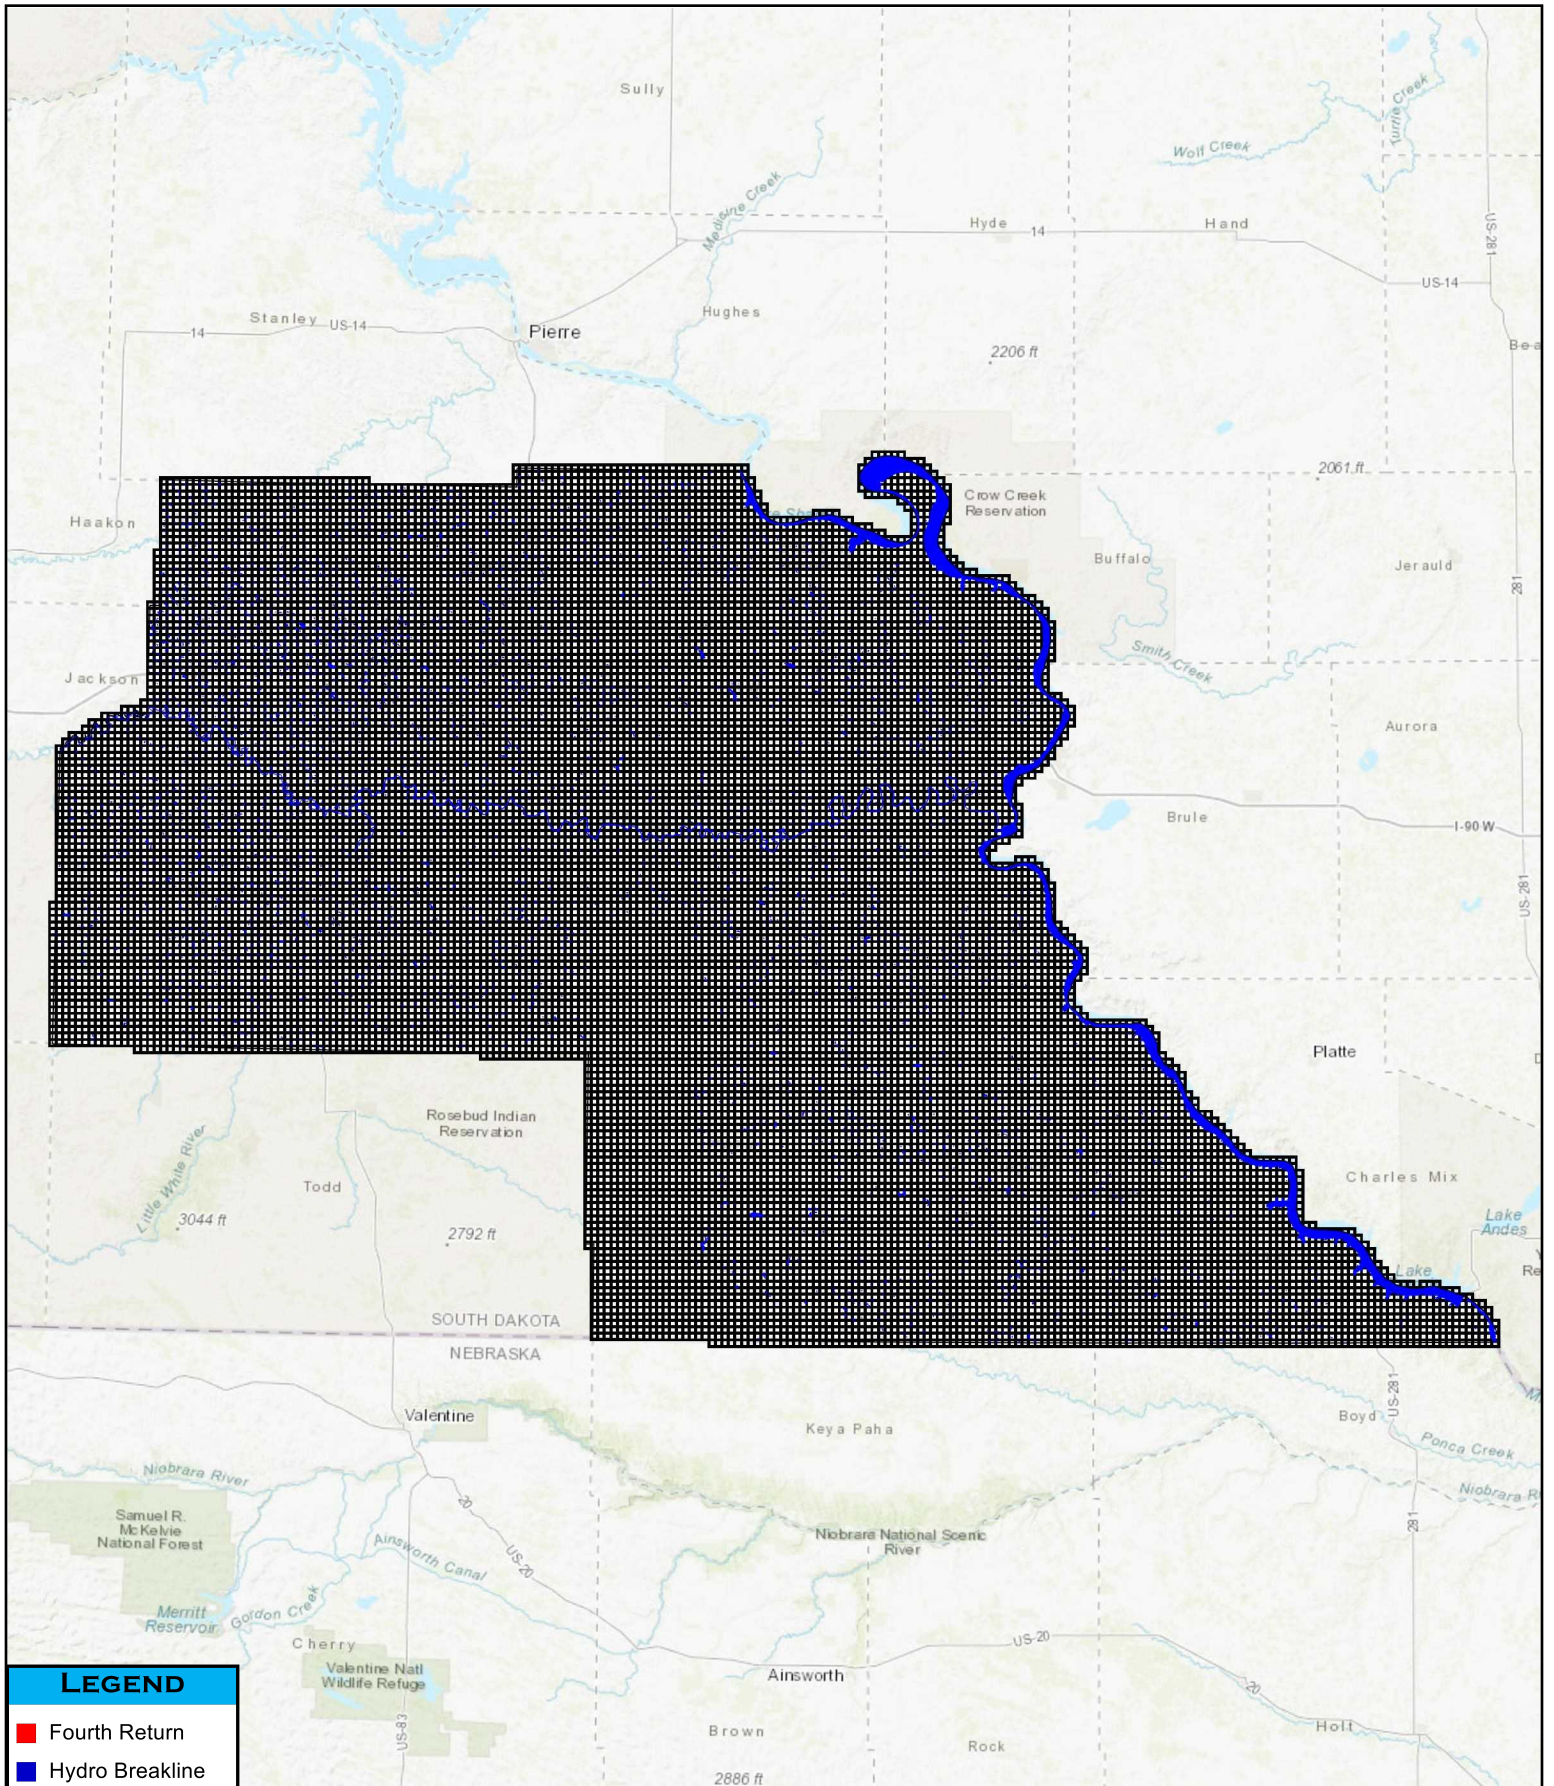 Sully
Turtle Creek
Wolf Creek
Medicine Creek
Hyde
14
Hand
US-281
US-14
Stanley
US-14
14
Pierre
Hughes
2206 ft
Bea
2061 ft
Crow Creek
Reservation
Haakon
Buffalo
Jerauld
281
Smith Creek
Jackson
Aurora
Brule
I-90 W
US-281
Platte
Rosebud Indian
Reservation
Little White River
Todd
3044 ft
2792 ft
Charles Mix
Lake
Andes
Lake
Re
SOUTH DAKOTA
NEBRASKA
Valentine
Keya Paha
Boyd
US-281
Ponca Creek
Niobrara River
Niobrara R
Samuel R.
McKelvie
National Forest
20
US-20
Ainsworth Canal
Niobrara National Scenic
River
281
Merritt
Reservoir
Gordon Creek
Cherry
Valentine Natl
Wildlife Refuge
US-20
Ainsworth
20
US-83
Brown
Rock
Holt
2886 ft
LEGEND
Fourth Return
Hydro Breakline